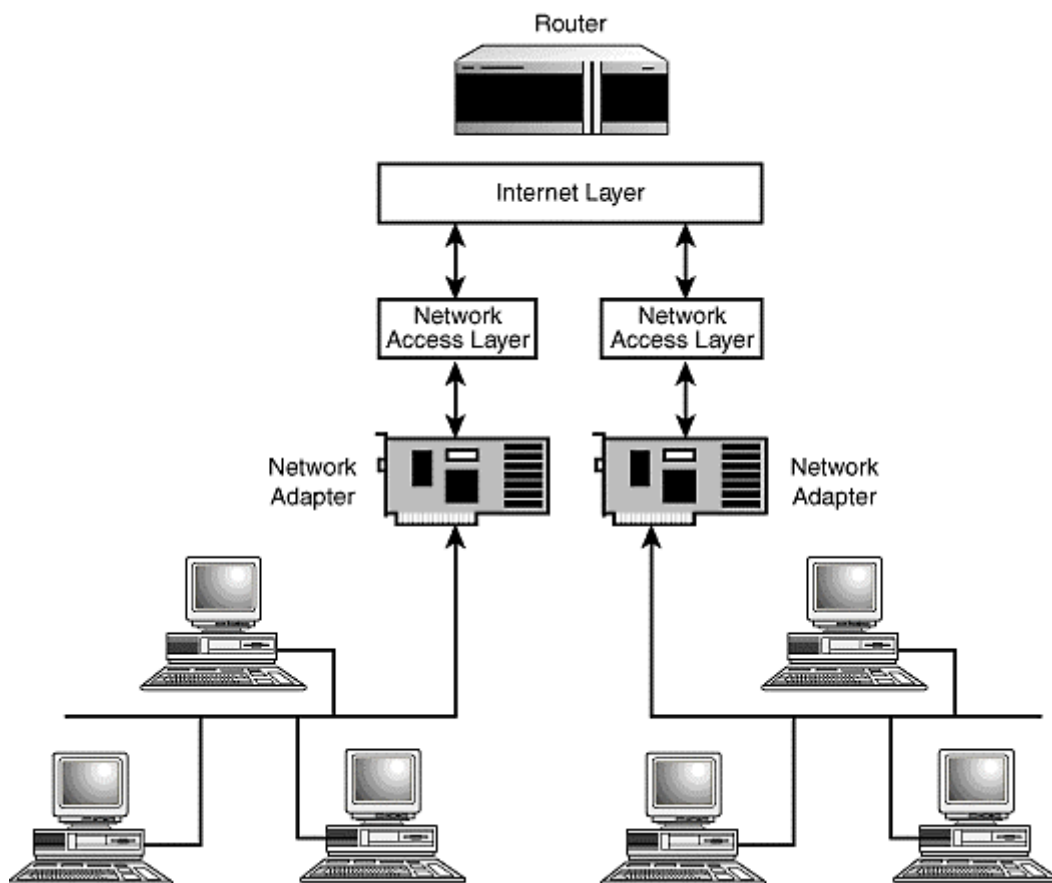 Router
Internet Layer
Network
Access Layer
Network
Access Layer
Network
Adapter
Network
Adapter